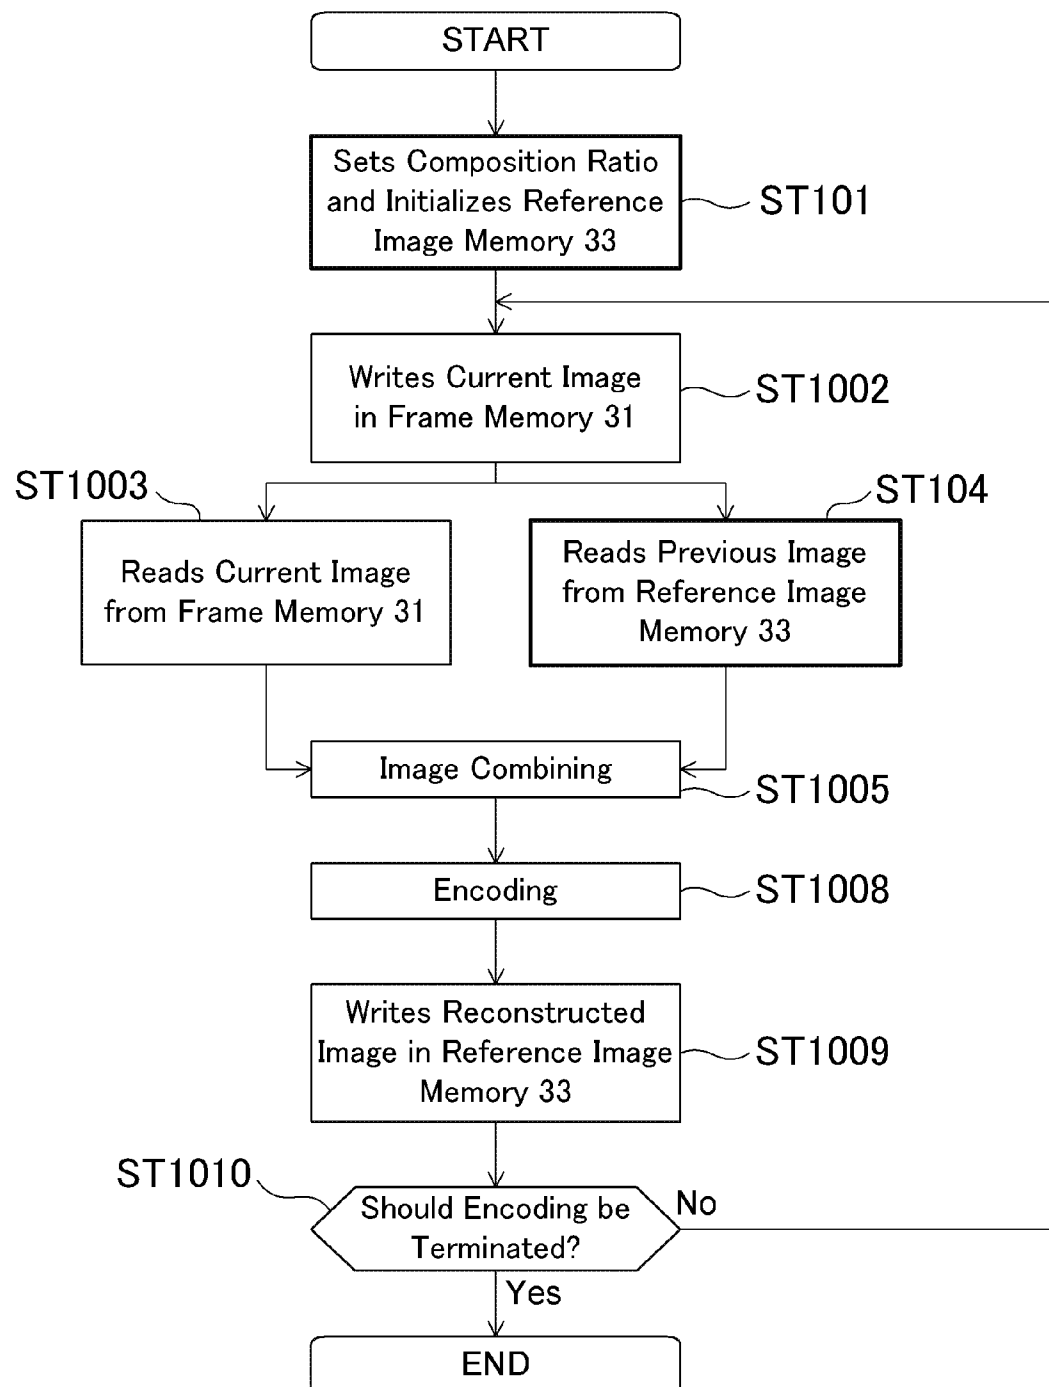 START
Sets Composition Ratio
and Initializes Reference
Image Memory 33
ST101
Writes Current Image
in Frame Memory 31
ST1002
ST1003
ST104
Reads Current Image
from Frame Memory 31
Reads Previous Image
from Reference Image
Memory 33
Image Combining
ST1005
Encoding
ST1008
Writes Reconstructed
Image in Reference Image
Memory 33
ST1009
ST1010
Should Encoding be
Terminated?
No
Yes
END